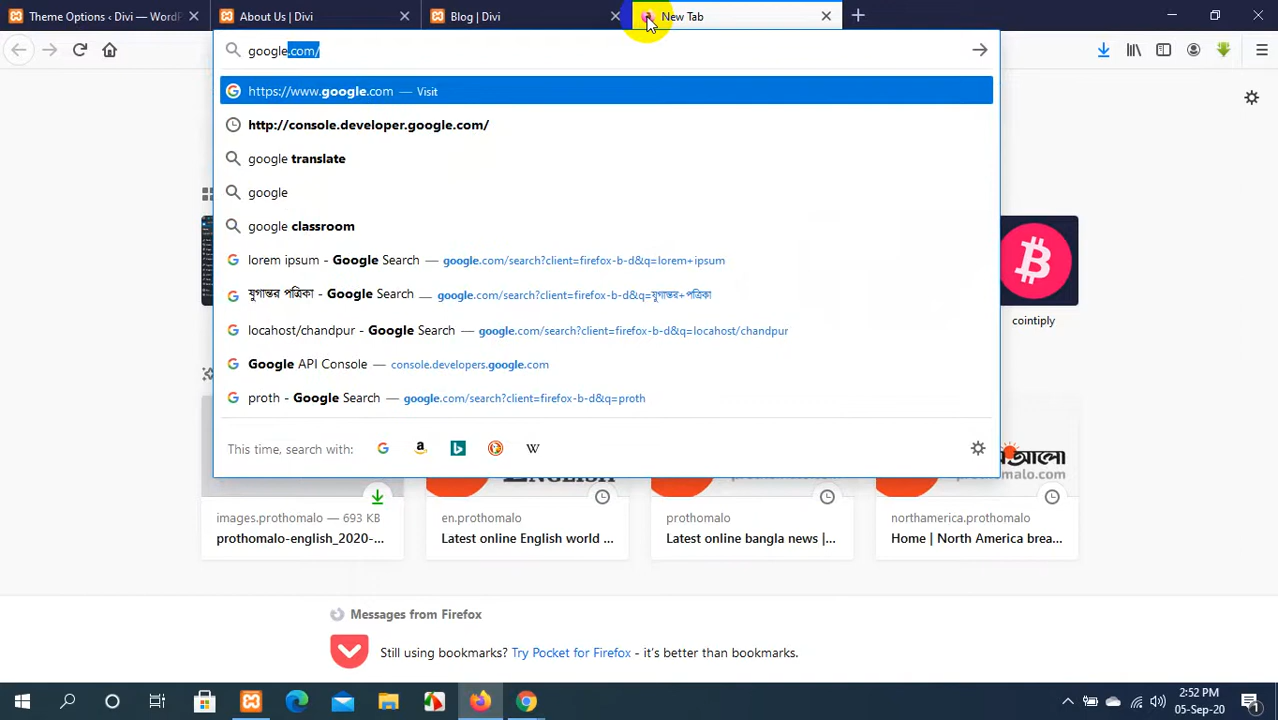 Theme Options ‹ Divi — WordP
About Us | Divi
Blog | Divi
New Tab
google.com/
https://www.google.com — Visit
http://console.developer.google.com/
google translate
google
google classroom
lorem ipsum - Google Search — google.com/search?client=firefox-b-d&q=lorem+ipsum
যুগান্তর পত্রিকা - Google Search — google.com/search?client=firefox-b-d&q=যুগান্তর+পত্রিকা
locahost/chandpur - Google Search — google.com/search?client=firefox-b-d&q=locahost/chandpur
Google API Console — console.developers.google.com
proth - Google Search — google.com/search?client=firefox-b-d&q=proth
This time, search with:
cointiply
images.prothomalo — 693 KB
prothomalo-english_2020-...
en.prothomalo
Latest online English world ...
prothomalo
Latest online bangla news |...
northamerica.prothomalo
Home | North America brea...
Messages from Firefox
Still using bookmarks? Try Pocket for Firefox - it's better than bookmarks.
2:52 PM
05-Sep-20